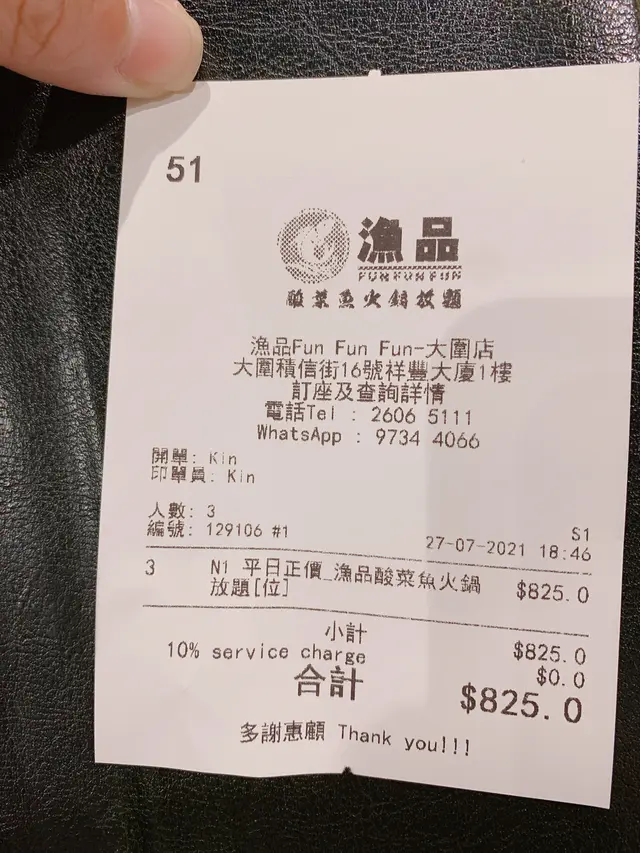 51
漁品
FUNFUNFUN
酸菜魚火鍋放題
漁品Fun Fun Fun-大圍店
大圍積信街16號祥豐大廈1樓
訂座及查詢詳情
電話Tel : 2606 5111
WhatsApp : 9734 4066
開單: Kin
印單員: Kin
人數: 3
編號: 129106 #1
S1
27-07-2021 18:46
3 N1 平日正價_漁品酸菜魚火鍋 $825.0
放題[位]
小計 $825.0
10% service charge $0.0
合計 $825.0
多謝惠顧 Thank you!!!